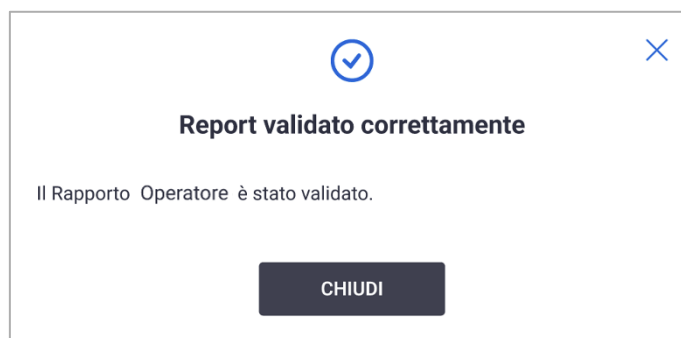 Report validato correttamente
Il Rapporto Operatore è stato validato.
CHIUDI